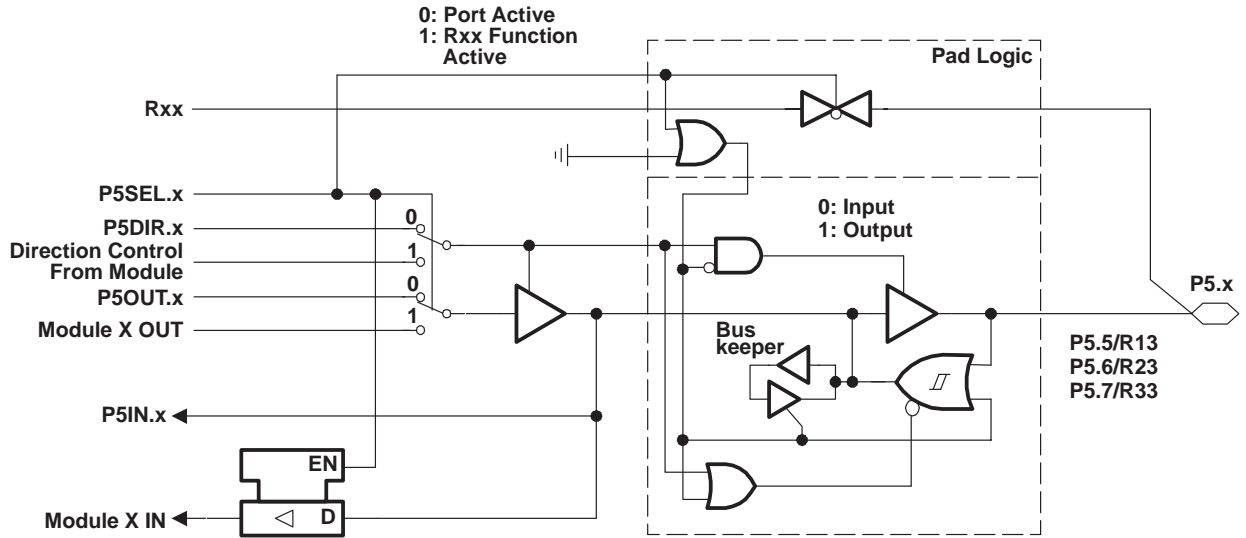 0: Port Active
1: Rxx Function
Active
Pad Logic
Rxx
P5SEL.x
P5DIR.x
0
Direction Control
From Module
1
P5OUT.x
0
Module X OUT
1
0: Input
1: Output
P5.x
Bus
keeper
P5.5/R13
P5.6/R23
P5.7/R33
P5IN.x
EN
Module X IN
D